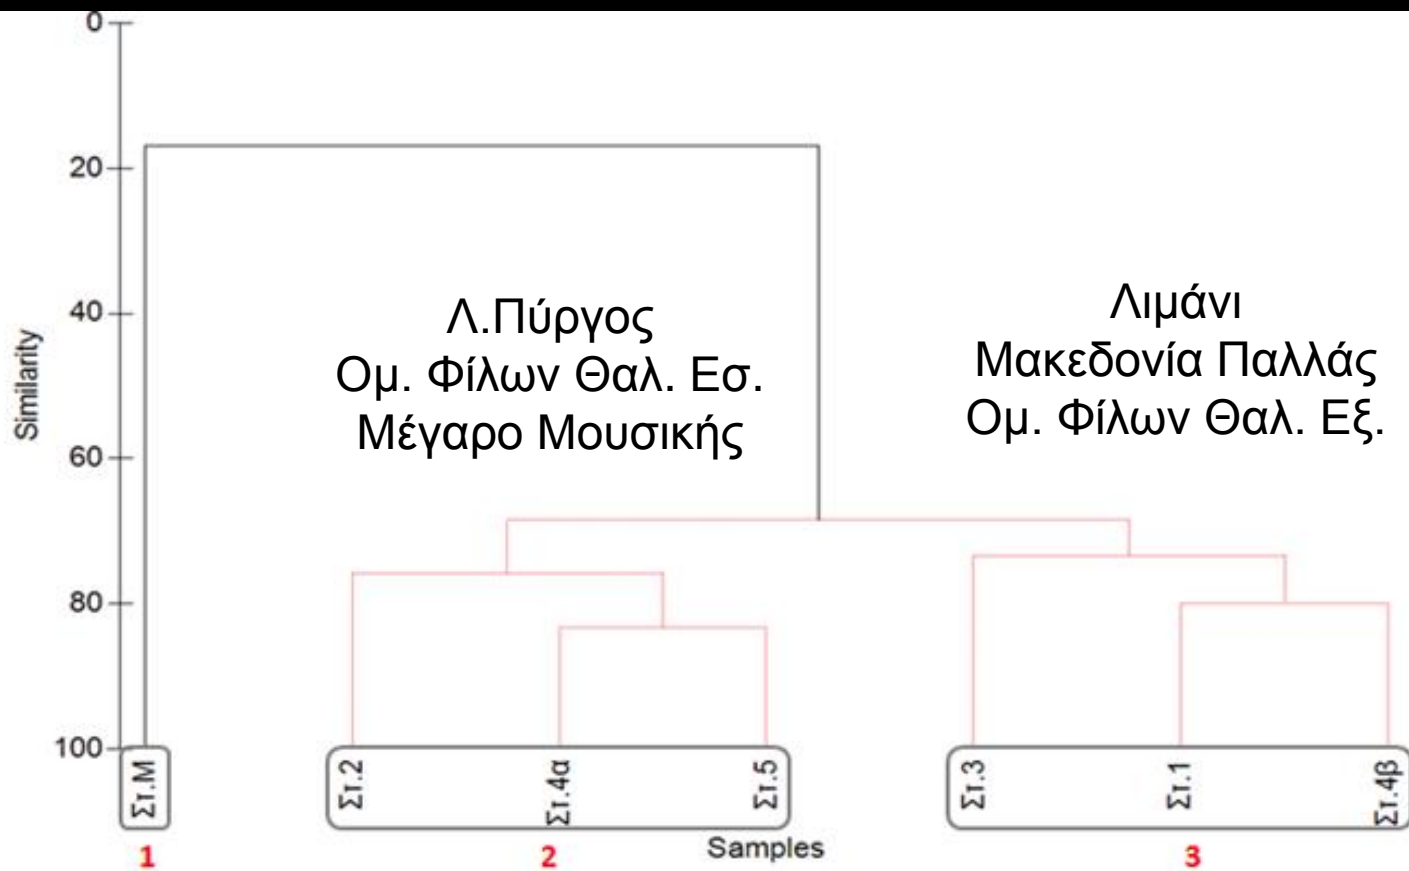 0
20
40
60
80
100
Similarity
Λ.Πύργος
Ομ. Φίλων Θαλ. Εσ.
Μέγαρο Μουσικής
Λιμάνι
Μακεδονία Παλλάς
Ομ. Φίλων Θαλ. Εξ.
Στ.Μ
Στ.2
Στ.4α
Στ.5
Στ.3
Στ.1
Στ.4β
1
2
Samples
3